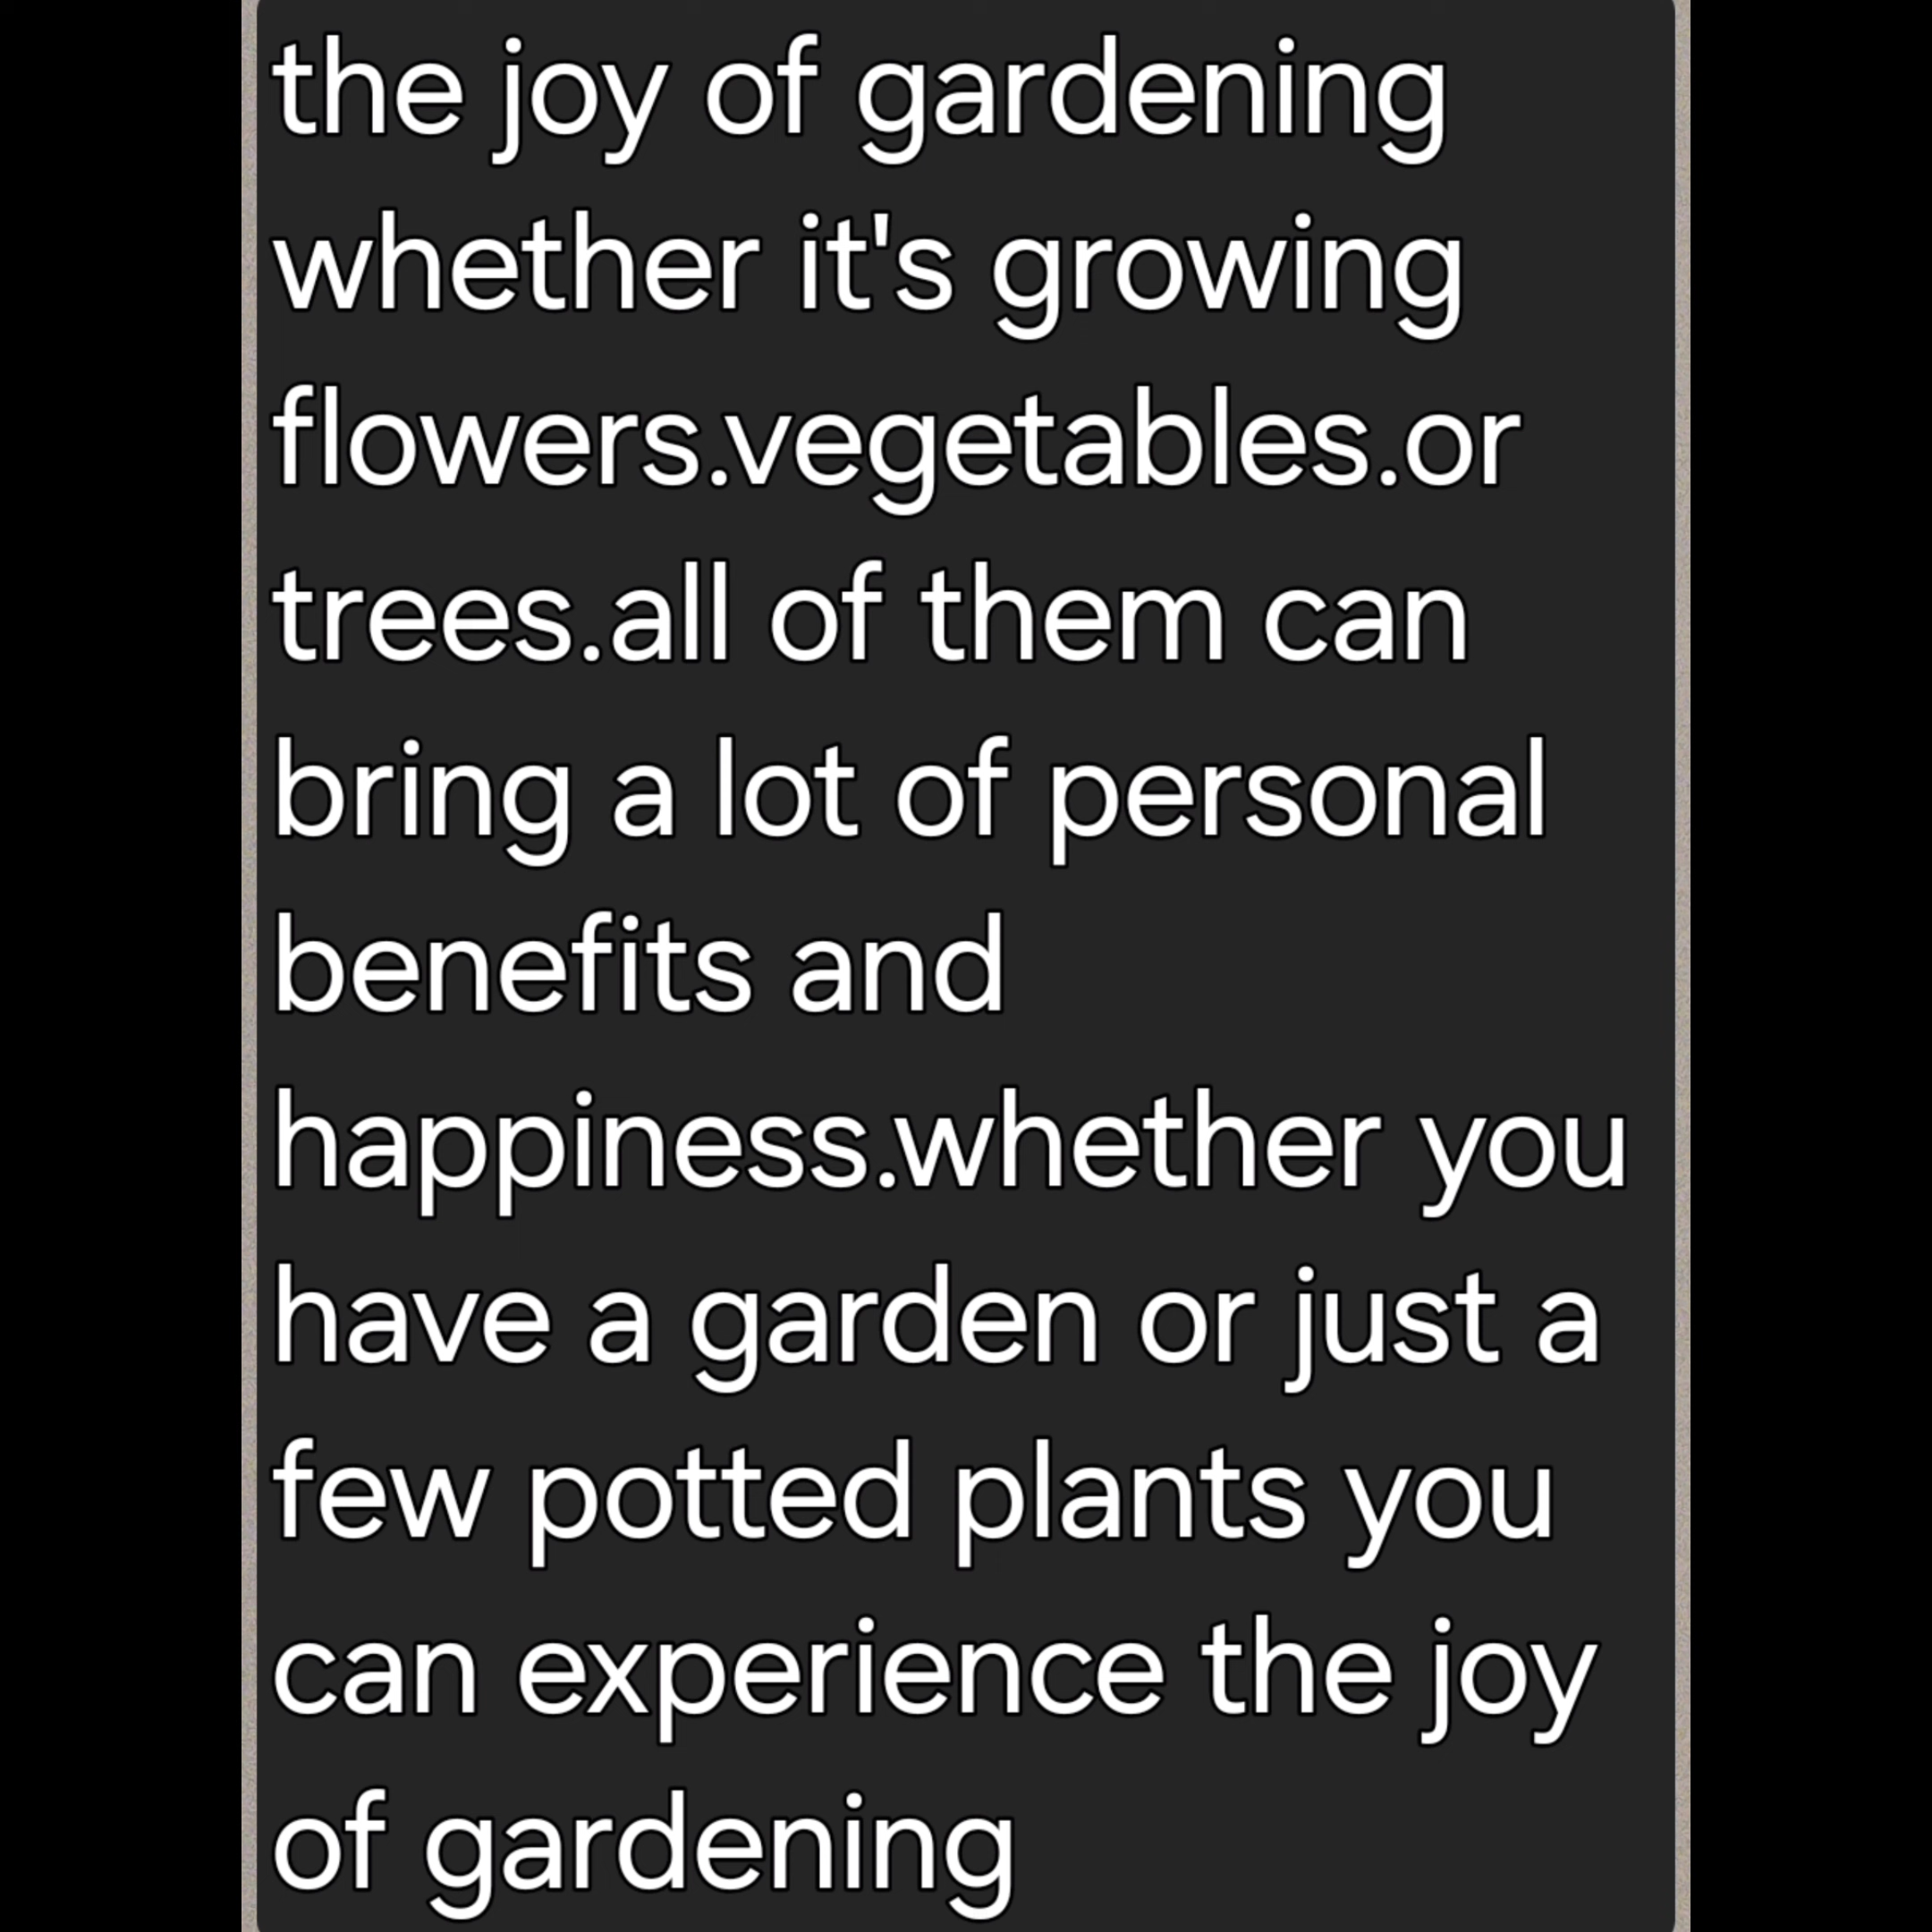 the joy of gardening
whether it's growing
flowers.vegetables.or
trees.all of them can
bring a lot of personal
benefits and
happiness.whether you
have a garden or just a
few potted plants you
can experience the joy
of gardening